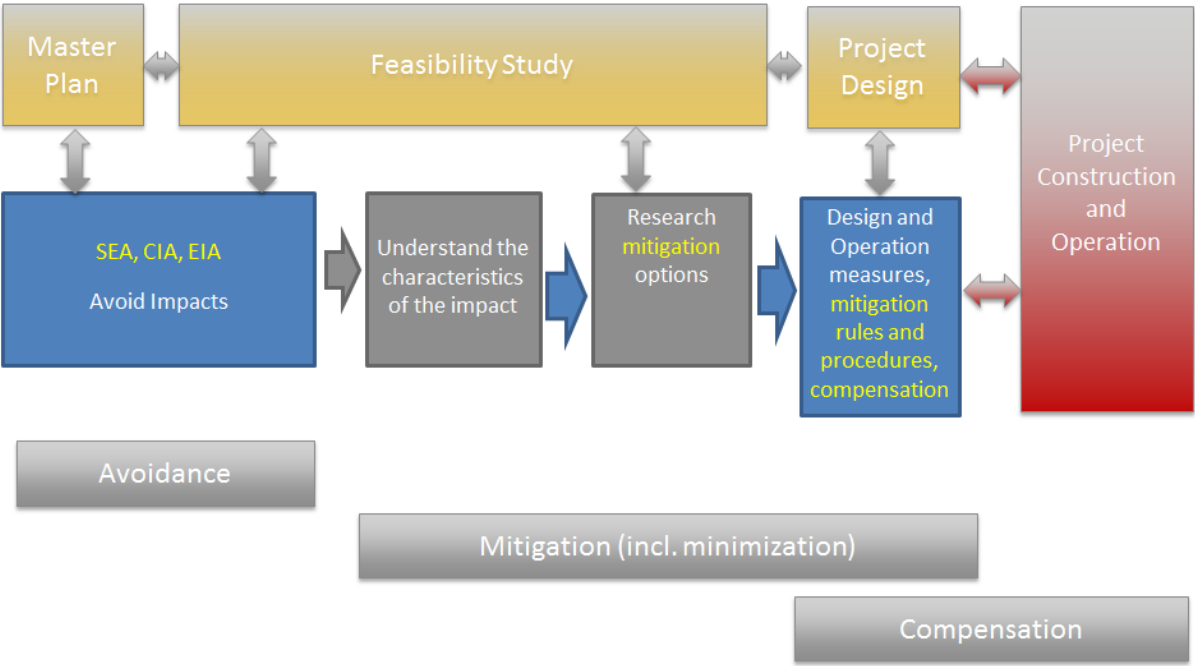 Master
Plan
Feasibility Study
Project
Design
Project
Construction
and
Operation
SEA, CIA, EIA
Avoid Impacts
Understand the
characteristics
of the impact
Research
mitigation
options
Design and
Operation
measures,
mitigation
rules and
procedures,
compensation
Avoidance
Mitigation (incl. minimization)
Compensation